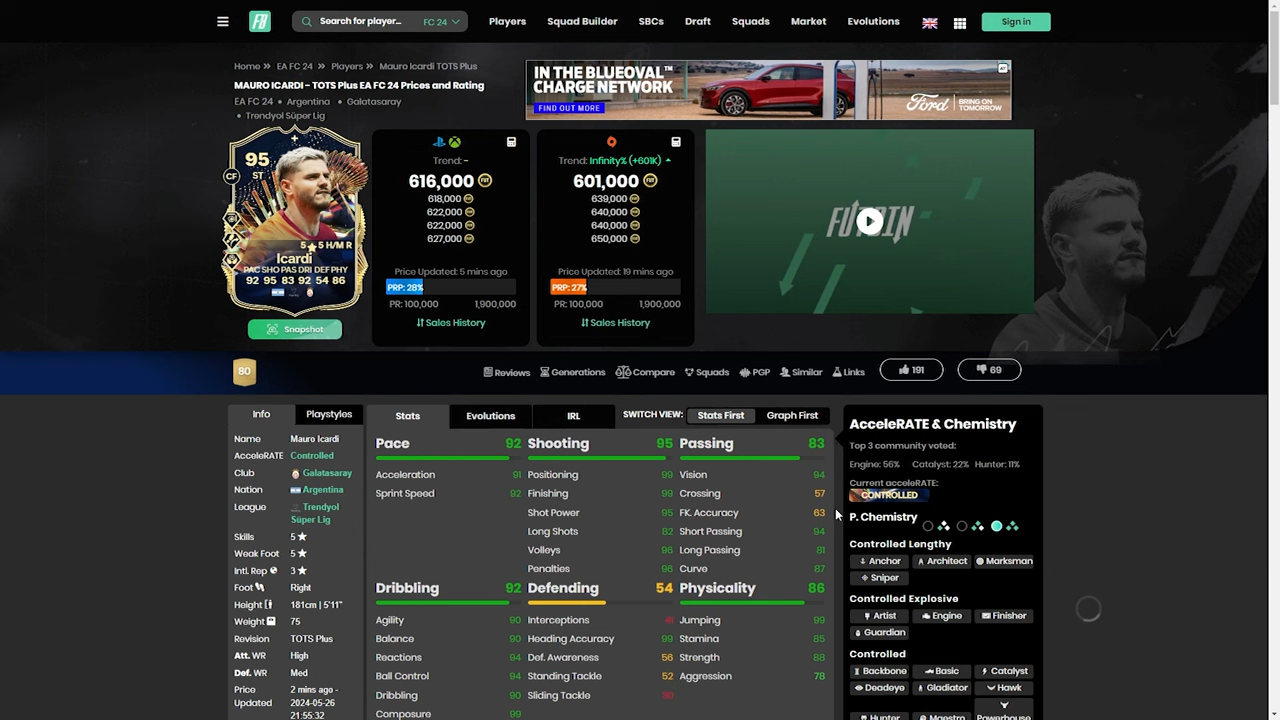 Search for player... FC 24
Players Squad Builder SBCs Draft Squads Market Evolutions Sign in
Home » EA FC 24 » Players » Mauro Icardi TOTS Plus
MAURO ICARDI - TOTS Plus EA FC 24 Prices and Rating
EA FC 24 • Argentina • Galatasaray
• Trendyol Süper Lig
IN THE BLUEOVAL™
CHARGE NETWORK
FIND OUT MORE
Ford BRING ON TOMORROW
95
ST
CF
5★ 5 H/M R
Icardi
PAC SHO PAS DRI DEF PHY
92 95 83 92 54 86
Snapshot
Trend: -
616,000
618,000
622,000
622,000
627,000
Price Updated: 5 mins ago
PRP: 28%
PR: 100,000 1,900,000
Sales History
Trend: Infinity% (+601K)
601,000
639,000
640,000
640,000
650,000
Price Updated: 19 mins ago
PRP: 27%
PR: 100,000 1,900,000
Sales History
FUTBIN
80
Reviews Generations Compare Squads PGP Similar Links 191 69
Info Playstyles
Name Mauro Icardi
AcceleRATE Controlled
Club Galatasaray
Nation Argentina
League Trendyol
Süper Lig
Skills 5 ★
Weak Foot 5 ★
Intl. Rep 3 ★
Foot Right
Height 181cm | 5'11"
Weight 75
Revision TOTS Plus
Att. WR High
Def. WR Med
Price 2 mins ago -
Updated 2024-05-26
21:55:32
Stats Evolutions IRL SWITCH VIEW: Stats First Graph First
Pace 92
Acceleration 91
Sprint Speed 92
Shooting 95
Positioning 99
Finishing 99
Shot Power 95
Long Shots 82
Volleys 96
Penalties 96
Passing 83
Vision 94
Crossing 57
FK. Accuracy 63
Short Passing 94
Long Passing 81
Curve 87
Dribbling 92
Agility 90
Balance 90
Reactions 94
Ball Control 94
Dribbling 90
Composure 99
Defending 54
Interceptions
Heading Accuracy 99
Def. Awareness 56
Standing Tackle 52
Sliding Tackle
Physicality 86
Jumping 99
Stamina 85
Strength 88
Aggression 78
AcceleRATE & Chemistry
Top 3 community voted:
Engine: 56% Catalyst: 22% Hunter: 11%
Current acceleRATE:
CONTROLLED
P. Chemistry
Controlled Lengthy
Anchor Architect Marksman
Sniper
Controlled Explosive
Artist Engine Finisher
Guardian
Controlled
Backbone Basic Catalyst
Deadeye Gladiator Hawk
Hunter Maestro Powerhouse